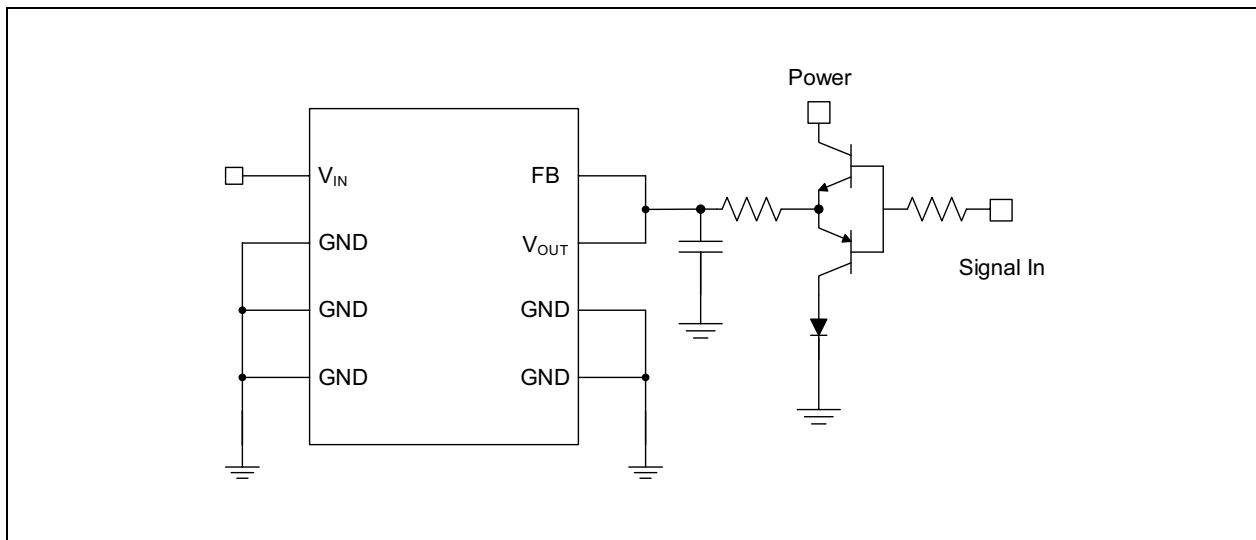 Power
V_IN
FB
GND
V_OUT
Signal In
GND
GND
GND
GND